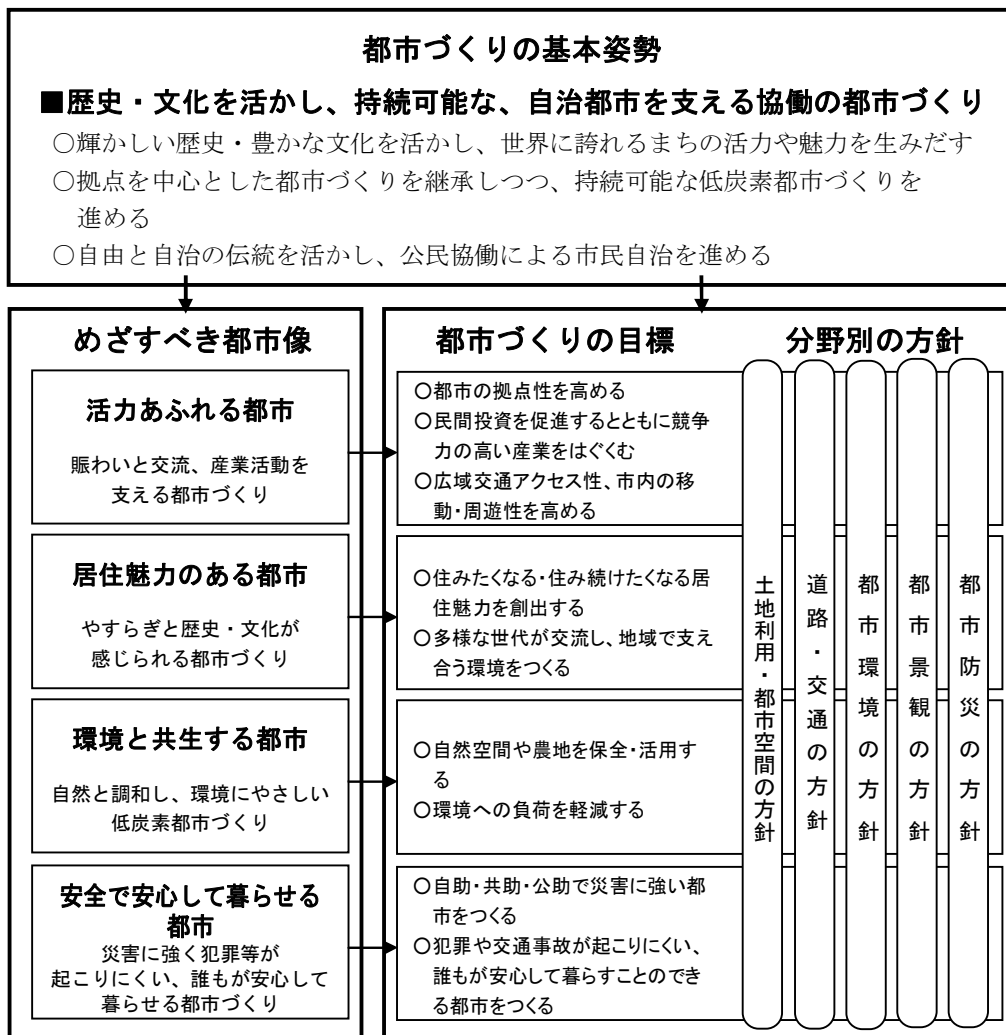 都市づくりの基本姿勢
■歴史・文化を活かし、持続可能な、自治都市を支える協働の都市づくり
○輝かしい歴史・豊かな文化を活かし、世界に誇れるまちの活力や魅力を生みだす
○拠点を中心とした都市づくりを継承しつつ、持続可能な低炭素都市づくりを
進める
○自由と自治の伝統を活かし、公民協働による市民自治を進める
めざすべき都市像
活力あふれる都市
賑わいと交流、産業活動を
支える都市づくり
居住魅力のある都市
やすらぎと歴史・文化が
感じられる都市づくり
環境と共生する都市
自然と調和し、環境にやさしい
低炭素都市づくり
安全で安心して暮らせる
都市
災害に強く犯罪等が
起こりにくい、誰もが安心して
暮らせる都市づくり
都市づくりの目標
○都市の拠点性を高める
○民間投資を促進するとともに競争
力の高い産業をはぐくむ
○広域交通アクセス性、市内の移
動・周遊性を高める
○住みたくなる・住み続けたくなる居
住魅力を創出する
○多様な世代が交流し、地域で支え
合う環境をつくる
○自然空間や農地を保全・活用す
る
○環境への負荷を軽減する
○自助・共助・公助で災害に強い都
市をつくる
○犯罪や交通事故が起こりにくい、
誰もが安心して暮らすことのでき
る都市をつくる
分野別の方針
土地利用・都市空間の方針
道路・交通の方針
都市環境の方針
都市景観の方針
都市防災の方針